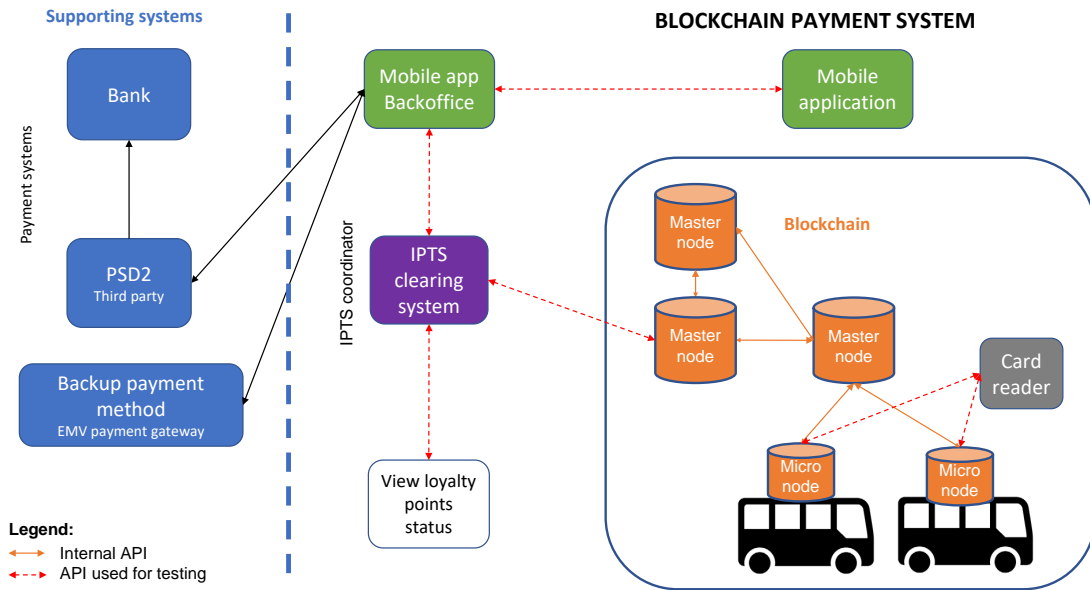 Supporting systems
BLOCKCHAIN PAYMENT SYSTEM
Bank
Payment systems
PSD2
Third party
Backup payment
method
EMV payment gateway
Mobile app
Backoffice
Mobile
application
IPTS coordinator
IPTS
clearing
system
View loyalty
points
status
Blockchain
Master
node
Master
node
Master
node
Card
reader
Micro
node
Micro
node
Legend:
Internal API
API used for testing